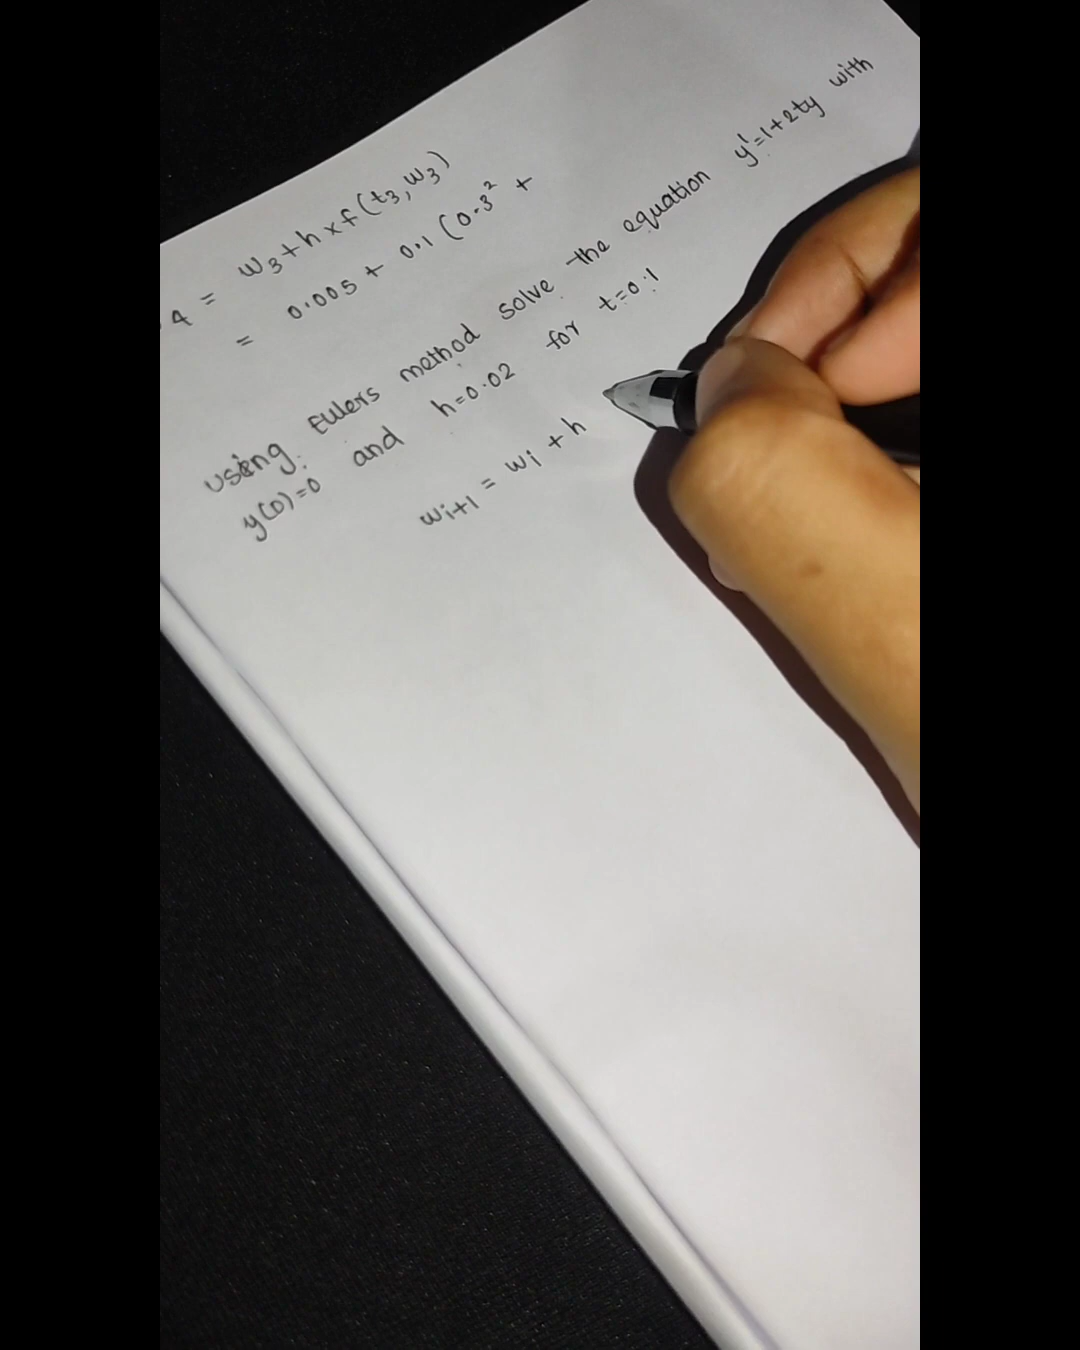 4 = w3 + h x f (t3, w3)
= 0.005 + 0.1 (0.3² +
using Eulers method solve the equation y'=1+2ty with
y(0)=0 and h=0.02 for t=0.1
wi+1 = wi + h